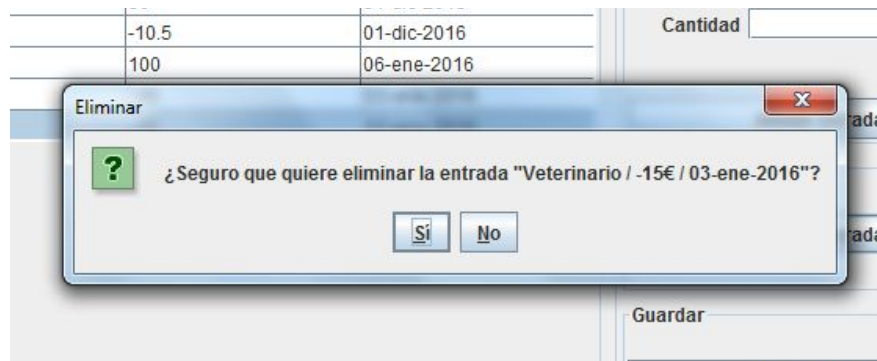 -10.5 01-dic-2016 Cantidad
100 06-ene-2016
Eliminar
¿Seguro que quiere eliminar la entrada "Veterinario / -15€ / 03-ene-2016"?
Sí No
Guardar